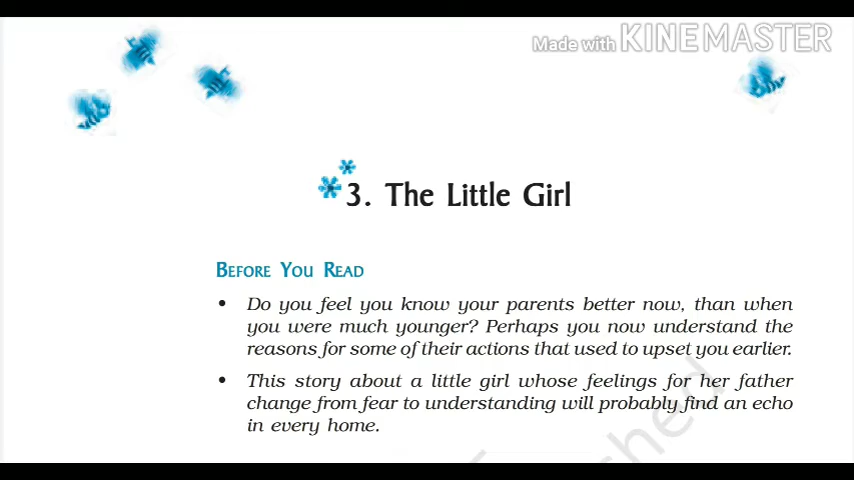 Made with KINEMASTER
3. The Little Girl
BEFORE YOU READ
• Do you feel you know your parents better now, than when
you were much younger? Perhaps you now understand the
reasons for some of their actions that used to upset you earlier.
• This story about a little girl whose feelings for her father
change from fear to understanding will probably find an echo
in every home.